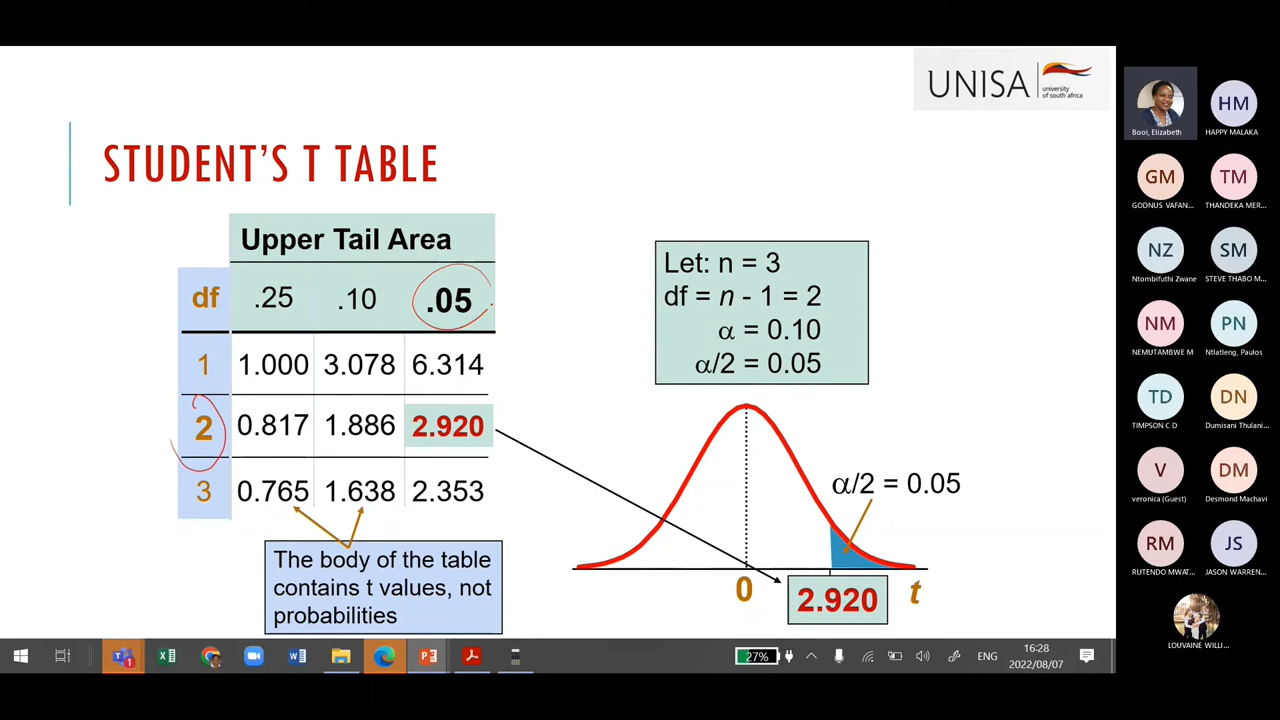 UNISA
university
of south africa
STUDENT'S T TABLE
Upper Tail Area
df .25 .10 .05
1 1.000 3.078 6.314
2 0.817 1.886 2.920
3 0.765 1.638 2.353
The body of the table
contains t values, not
probabilities
Let: n = 3
df = n - 1 = 2
α = 0.10
α/2 = 0.05
α/2 = 0.05
0
2.920
t
Booi, Elizabeth
HM
HAPPY MALAKA
GM
GODNUS VAFAN...
TM
THANDEKA MER...
NZ
Ntombifuthi Zwane
SM
STEVE THABO M...
NM
NEMUTAMBWE M
PN
Ntlatleng, Paulos
TD
TIMPSON C D
DN
Dumisani Thulani...
V
veronica (Guest)
DM
Desmond Machavi
RM
RUTENDO MWAT...
JS
JASON WARREN...
LOUVAINE WILLI...
1
27%
ENG
16:28
2022/08/07